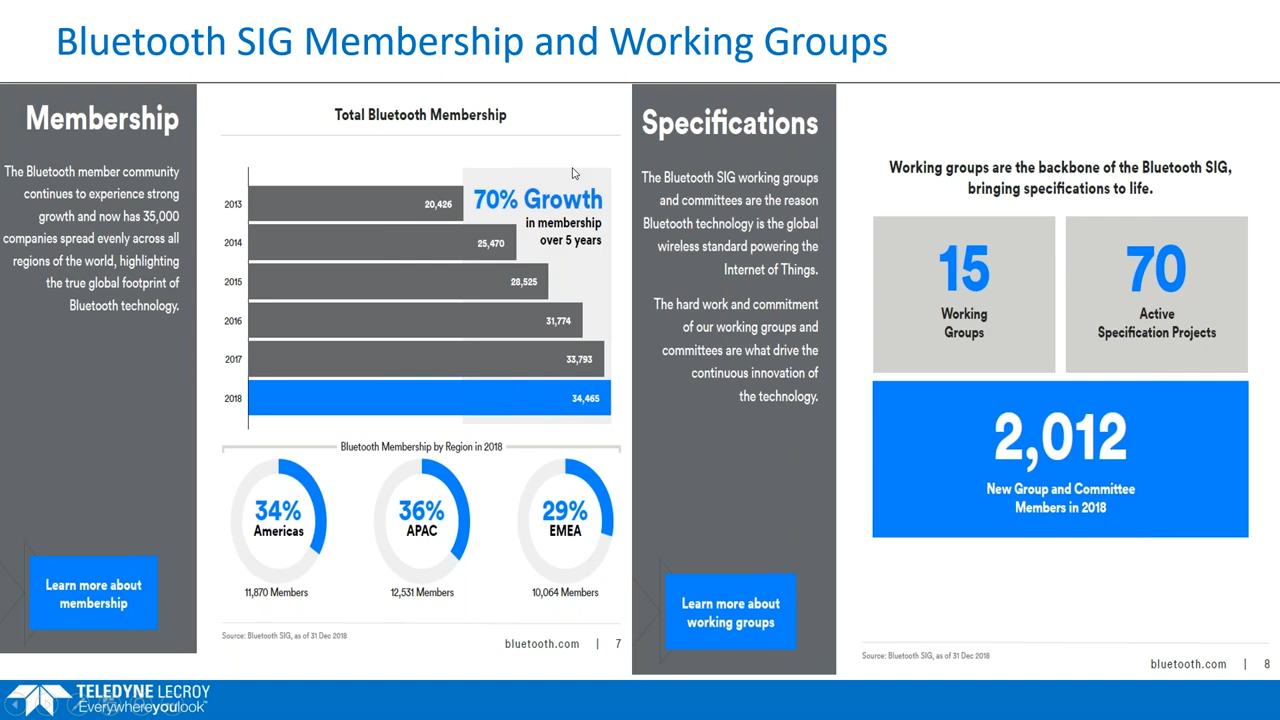 Bluetooth SIG Membership and Working Groups
Membership
The Bluetooth member community
continues to experience strong
growth and now has 35,000
companies spread evenly across all
regions of the world, highlighting
the true global footprint of
Bluetooth technology.
Learn more about
membership
Total Bluetooth Membership
2013
20,426
2014
25,470
2015
28,525
2016
31,774
2017
33,793
2018
34,465
70% Growth
in membership
over 5 years
Bluetooth Membership by Region in 2018
34%
Americas
11,870 Members
36%
APAC
12,531 Members
29%
EMEA
10,064 Members
Source: Bluetooth SIG, as of 31 Dec 2018
bluetooth.com | 7
Specifications
The Bluetooth SIG working groups
and committees are the reason
Bluetooth technology is the global
wireless standard powering the
Internet of Things.
The hard work and commitment
of our working groups and
committees are what drive the
continuous innovation of
the technology.
Learn more about
working groups
Working groups are the backbone of the Bluetooth SIG,
bringing specifications to life.
15
Working
Groups
70
Active
Specification Projects
2,012
New Group and Committee
Members in 2018
Source: Bluetooth SIG, as of 31 Dec 2018
bluetooth.com | 8
TELEDYNE LECROY
Everywhereyoulook™